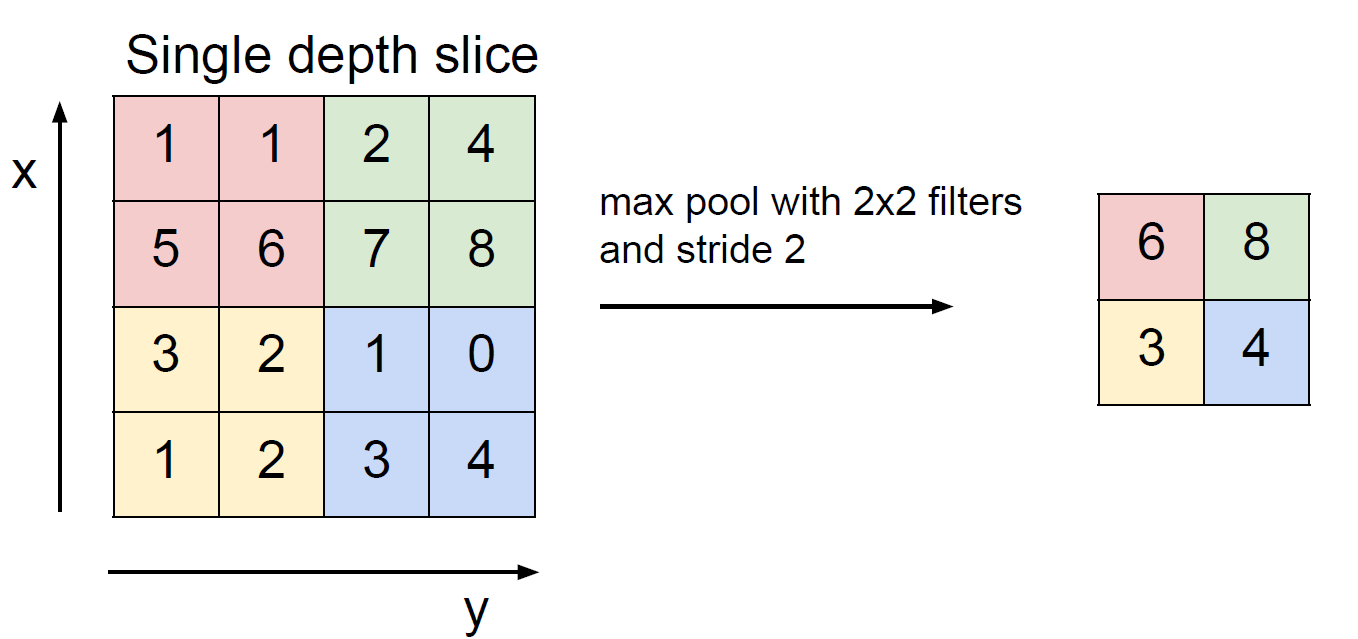 Single depth slice
x
1 1 2 4
5 6 7 8
3 2 1 0
1 2 3 4
y
max pool with 2x2 filters
and stride 2
6 8
3 4